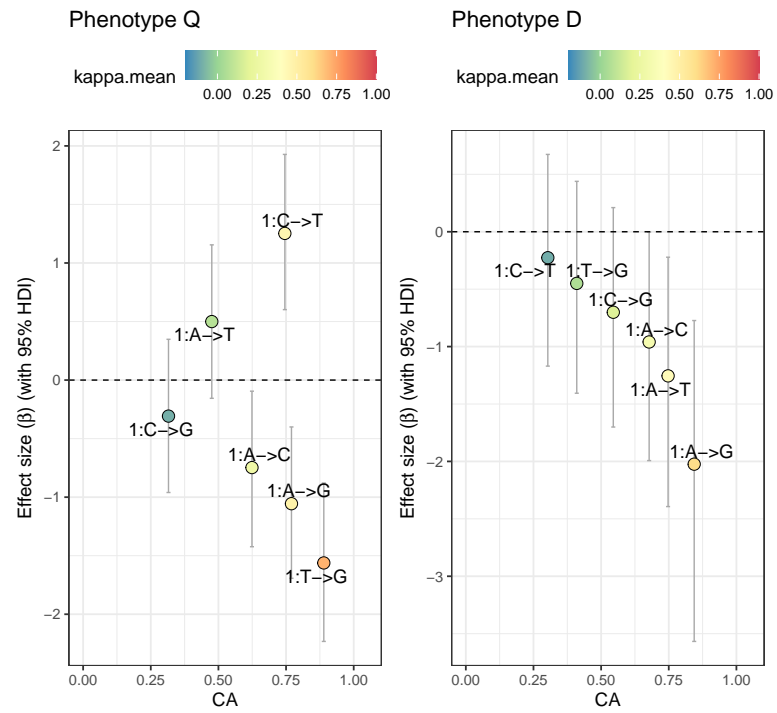 Phenotype Q
kappa.mean
0.00 0.25 0.50 0.75 1.00
Effect size (β) (with 95% HDI)
2
1
0
−1
−2
1:C−>T
1:A−>T
1:C−>G
1:A−>C
1:A−>G
1:T−>G
0.00 0.25 0.50 0.75 1.00
CA
Phenotype D
kappa.mean
0.00 0.25 0.50 0.75 1.00
Effect size (β) (with 95% HDI)
0
−1
−2
−3
1:C−>T 1:T−>G
1:C−>G
1:A−>C
1:A−>T
1:A−>G
0.00 0.25 0.50 0.75 1.00
CA